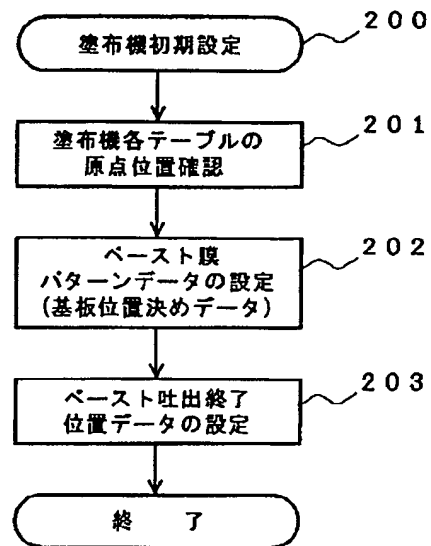 塗布機初期設定
200
塗布機各テーブルの
原点位置確認
201
ペースト膜
パターンデータの設定
(基板位置決めデータ)
202
ペースト吐出終了
位置データの設定
203
終 了